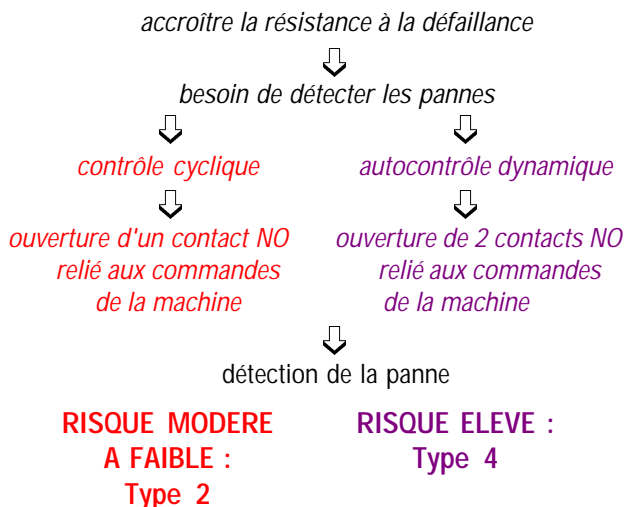 accroître la résistance à la défaillance
besoin de détecter les pannes
contrôle cyclique
autocontrôle dynamique
ouverture d'un contact NO
relié aux commandes
de la machine
ouverture de 2 contacts NO
relié aux commandes
de la machine
détection de la panne
RISQUE MODERE
A FAIBLE :
Type 2
RISQUE ELEVE :
Type 4